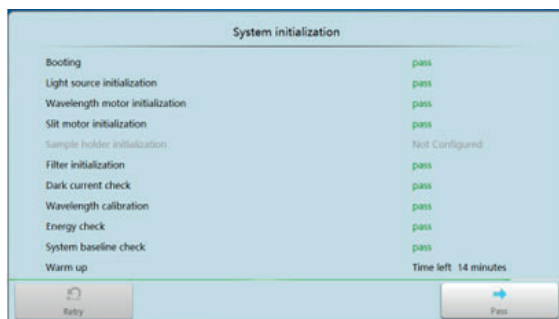 System initialization
Booting pass
Light source initialization pass
Wavelength motor initialization pass
Slit motor initialization pass
Sample holder initialization Not Configured
Filter initialization pass
Dark current check pass
Wavelength calibration pass
Energy check pass
System baseline check pass
Warm up Time left 14 minutes
Retry Pass